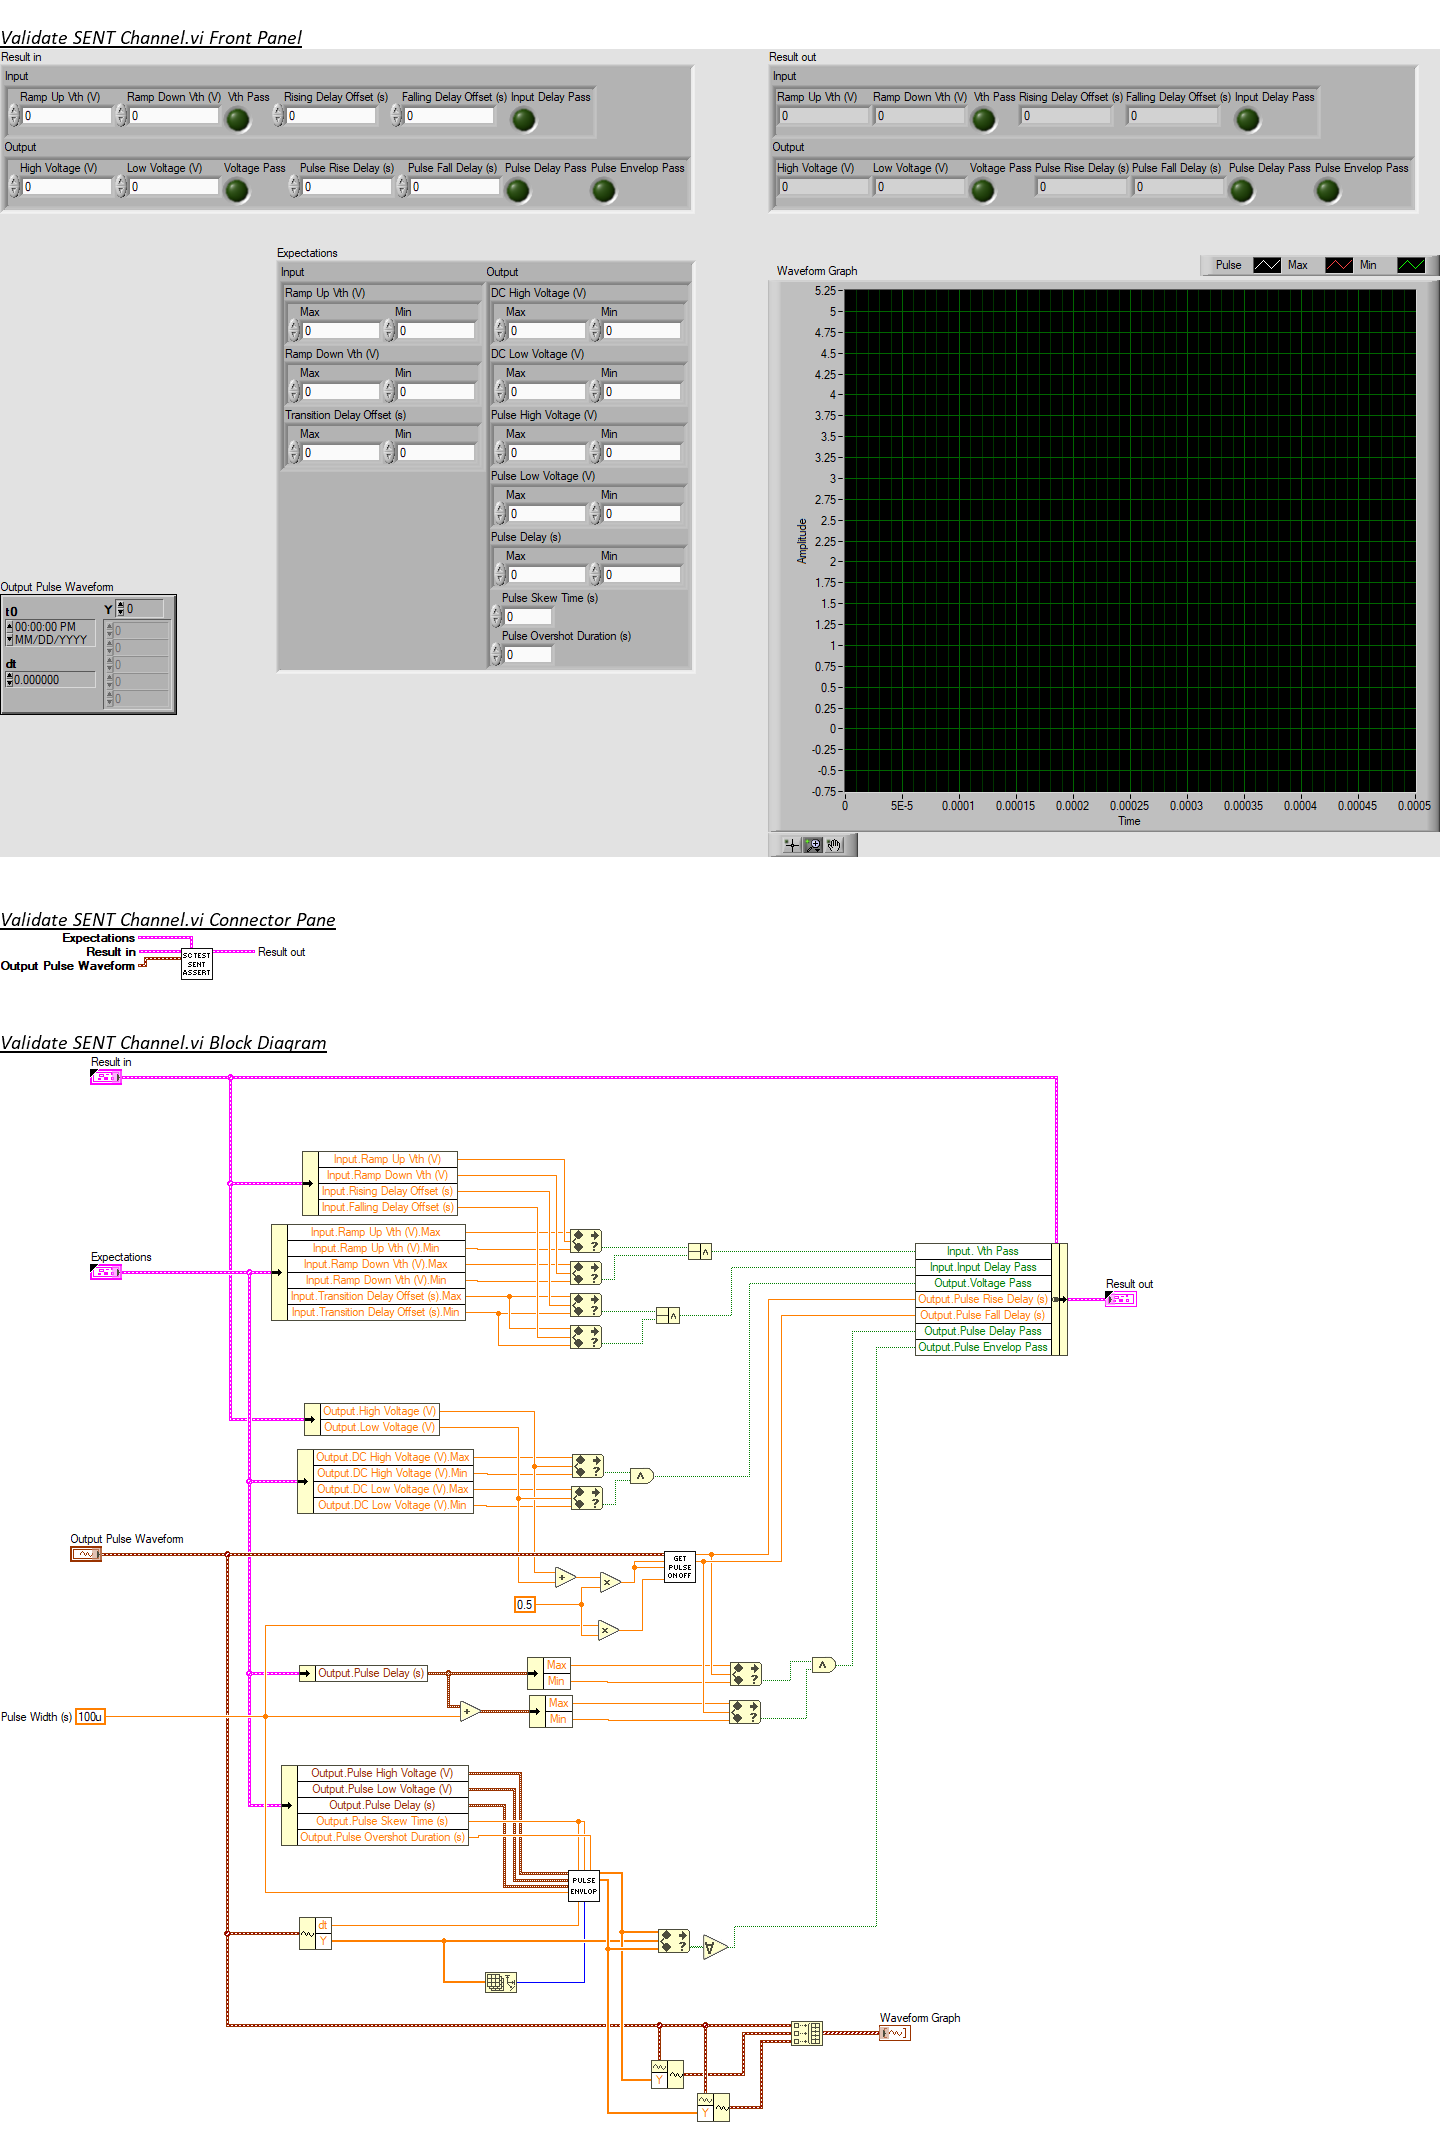 Validate SENT Channel.vi Front Panel
Result in
Input
Ramp Up Vth (V) Ramp Down Vth (V) Vth Pass Rising Delay Offset (s) Falling Delay Offset (s) Input Delay Pass
0 0 0 0
Output
High Voltage (V) Low Voltage (V) Voltage Pass Pulse Rise Delay (s) Pulse Fall Delay (s) Pulse Delay Pass Pulse Envelop Pass
0 0 0 0
Result out
Input
Ramp Up Vth (V) Ramp Down Vth (V) Vth Pass Rising Delay Offset (s) Falling Delay Offset (s) Input Delay Pass
0 0 0 0
Output
High Voltage (V) Low Voltage (V) Voltage Pass Pulse Rise Delay (s) Pulse Fall Delay (s) Pulse Delay Pass Pulse Envelop Pass
0 0 0 0
Expectations
Input
Ramp Up Vth (V)
Max Min
0 0
Ramp Down Vth (V)
Max Min
0 0
Transition Delay Offset (s)
Max Min
0 0
Output
DC High Voltage (V)
Max Min
0 0
DC Low Voltage (V)
Max Min
0 0
Pulse High Voltage (V)
Max Min
0 0
Pulse Low Voltage (V)
Max Min
0 0
Pulse Delay (s)
Max Min
0 0
Pulse Skew Time (s)
0
Pulse Overshot Duration (s)
0
Output Pulse Waveform
t0
00:00:00 PM
MM/DD/YYYY
dt
0.000000
Y 0
0
0
0
0
0
Waveform Graph
Pulse Max Min
Amplitude
5.25
5
4.75
4.5
4.25
4
3.75
3.5
3.25
3
2.75
2.5
2.25
2
1.75
1.5
1.25
1
0.75
0.5
0.25
0
-0.25
-0.5
-0.75
0 5E-5 0.0001 0.00015 0.0002 0.00025 0.0003 0.00035 0.0004 0.00045 0.0005
Time
Validate SENT Channel.vi Connector Pane
Expectations
Result in
Output Pulse Waveform
SC TEST
SENT
ASSERT
Result out
Validate SENT Channel.vi Block Diagram
Result in
Input.Ramp Up Vth (V)
Input.Ramp Down Vth (V)
Input.Rising Delay Offset (s)
Input.Falling Delay Offset (s)
Expectations
Input.Ramp Up Vth (V).Max
Input.Ramp Up Vth (V).Min
Input.Ramp Down Vth (V).Max
Input.Ramp Down Vth (V).Min
Input.Transition Delay Offset (s).Max
Input.Transition Delay Offset (s).Min
Input. Vth Pass
Input.Input Delay Pass
Output.Voltage Pass
Output.Pulse Rise Delay (s)
Output.Pulse Fall Delay (s)
Output.Pulse Delay Pass
Output.Pulse Envelop Pass
Result out
Output.High Voltage (V)
Output.Low Voltage (V)
Output.DC High Voltage (V).Max
Output.DC High Voltage (V).Min
Output.DC Low Voltage (V).Max
Output.DC Low Voltage (V).Min
Output Pulse Waveform
GET
PULSE
ON OFF
0.5
Output.Pulse Delay (s)
Max
Min
Max
Min
Pulse Width (s) 100u
Output.Pulse High Voltage (V)
Output.Pulse Low Voltage (V)
Output.Pulse Delay (s)
Output.Pulse Skew Time (s)
Output.Pulse Overshot Duration (s)
PULSE
ENVLOP
dt
Y
Waveform Graph
Y
Y